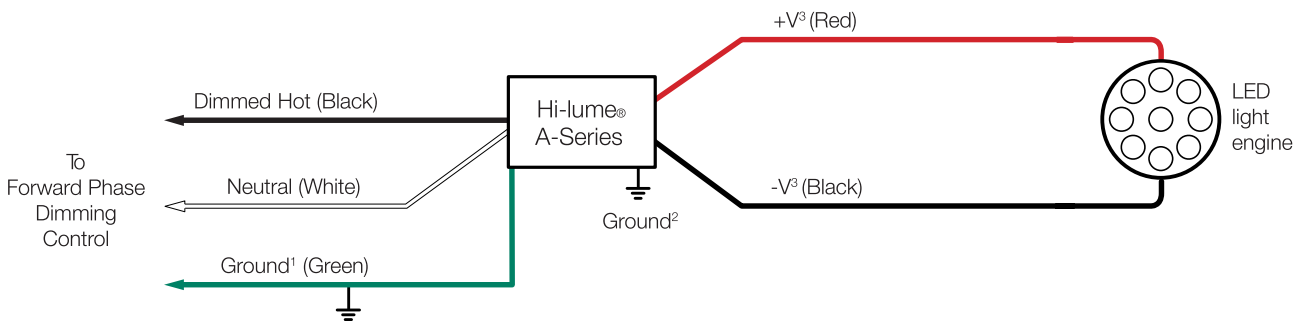 +V³ (Red)
Dimmed Hot (Black)
Hi-lume®
A-Series
LED
light
engine
To
Forward Phase
Dimming
Control
Neutral (White)
-V³ (Black)
Ground²
Ground¹ (Green)